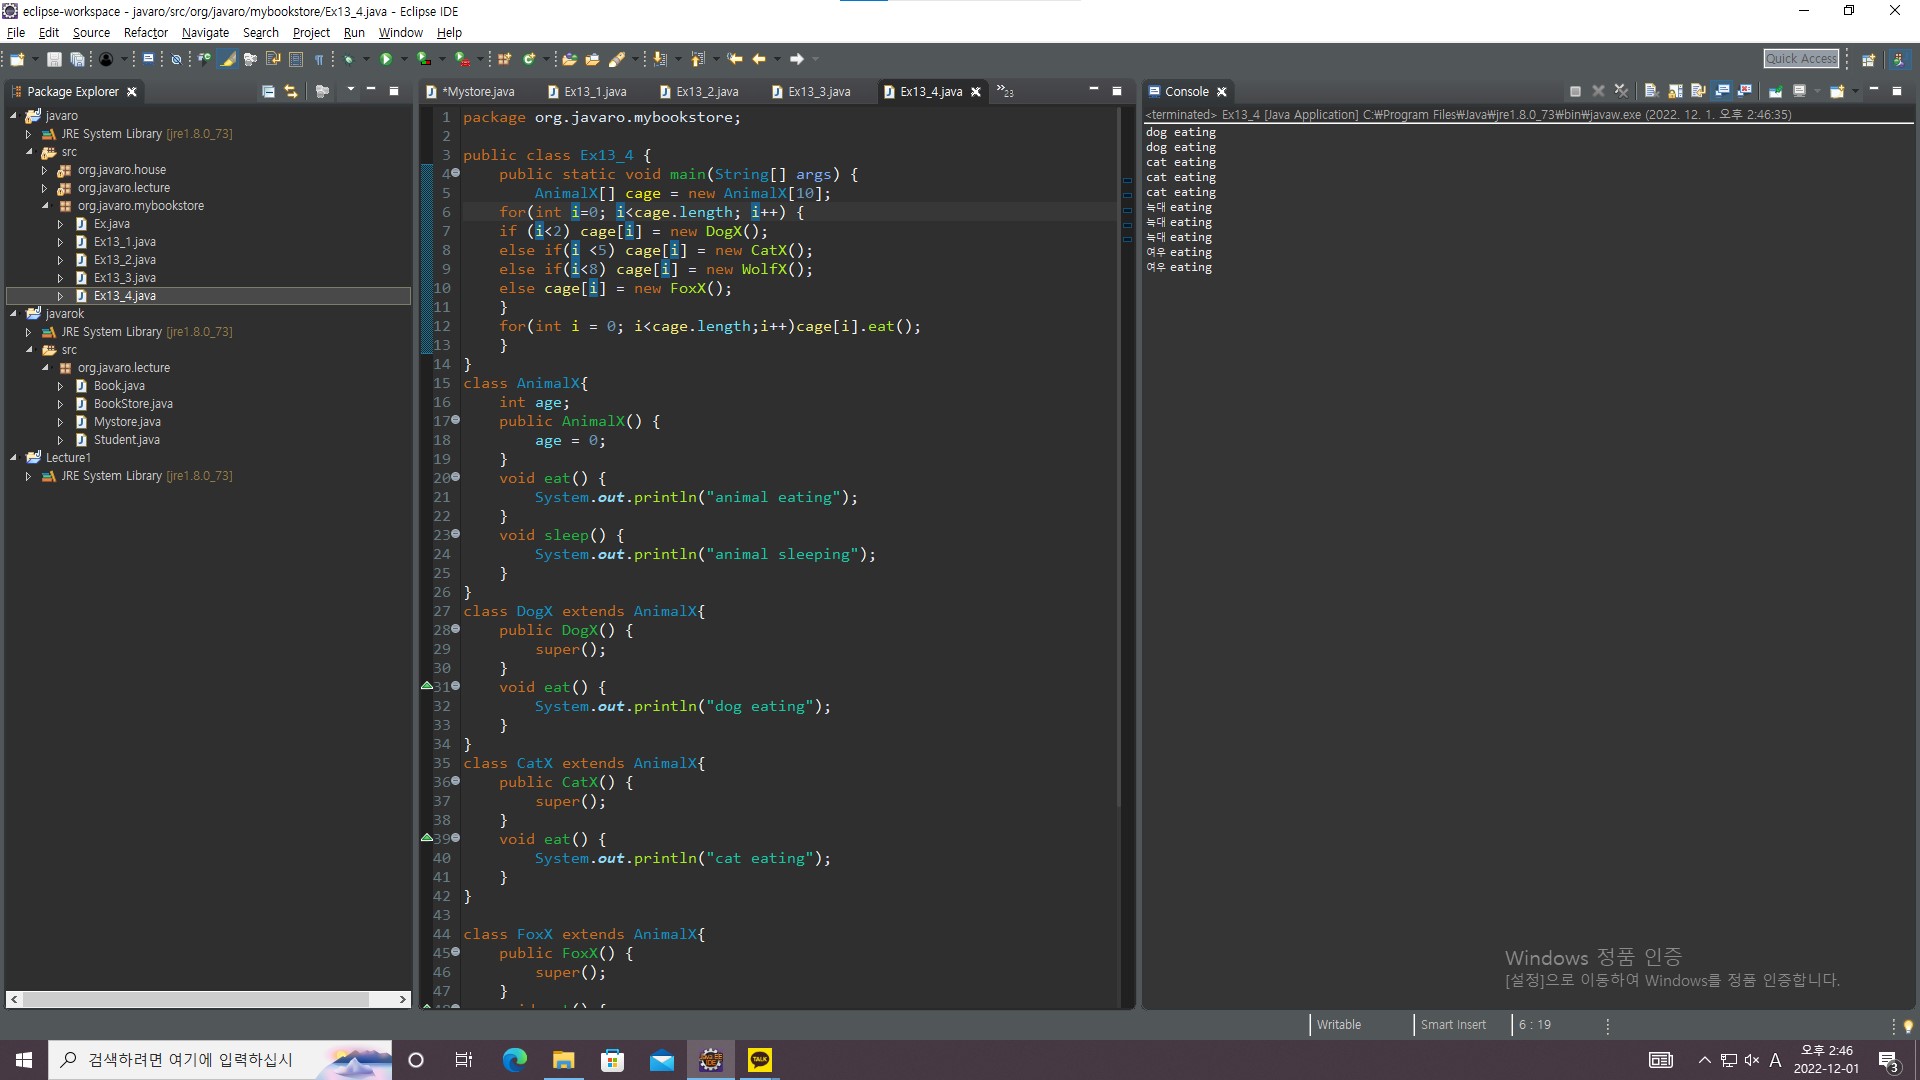 eclipse-workspace - javaro/src/org/javaro/mybookstore/Ex13_4.java - Eclipse IDE
File Edit Source Refactor Navigate Search Project Run Window Help
Quick Access
Package Explorer
javaro
JRE System Library [jre1.8.0_73]
src
org.javaro.house
org.javaro.lecture
org.javaro.mybookstore
Ex.java
Ex13_1.java
Ex13_2.java
Ex13_3.java
Ex13_4.java
javarok
JRE System Library [jre1.8.0_73]
src
org.javaro.lecture
Book.java
BookStore.java
Mystore.java
Student.java
Lecture1
JRE System Library [jre1.8.0_73]
*Mystore.java Ex13_1.java Ex13_2.java Ex13_3.java Ex13_4.java »23
1 package org.javaro.mybookstore;
2
3 public class Ex13_4 {
4 public static void main(String[] args) {
5 AnimalX[] cage = new AnimalX[10];
6 for(int i=0; i<cage.length; i++) {
7 if (i<2) cage[i] = new DogX();
8 else if(i <5) cage[i] = new CatX();
9 else if(i<8) cage[i] = new WolfX();
10 else cage[i] = new FoxX();
11 }
12 for(int i = 0; i<cage.length;i++)cage[i].eat();
13 }
14 }
15 class AnimalX{
16 int age;
17 public AnimalX() {
18 age = 0;
19 }
20 void eat() {
21 System.out.println("animal eating");
22 }
23 void sleep() {
24 System.out.println("animal sleeping");
25 }
26 }
27 class DogX extends AnimalX{
28 public DogX() {
29 super();
30 }
31 void eat() {
32 System.out.println("dog eating");
33 }
34 }
35 class CatX extends AnimalX{
36 public CatX() {
37 super();
38 }
39 void eat() {
40 System.out.println("cat eating");
41 }
42 }
43
44 class FoxX extends AnimalX{
45 public FoxX() {
46 super();
47 }
Console
<terminated> Ex13_4 [Java Application] C:₩Program Files₩Java₩jre1.8.0_73₩bin₩javaw.exe (2022. 12. 1. 오후 2:46:35)
dog eating
dog eating
cat eating
cat eating
cat eating
늑대 eating
늑대 eating
늑대 eating
여우 eating
여우 eating
Windows 정품 인증
[설정]으로 이동하여 Windows를 정품 인증합니다.
Writable Smart Insert 6 : 19
검색하려면 여기에 입력하십시
TALK
A
오후 2:46
2022-12-01
3